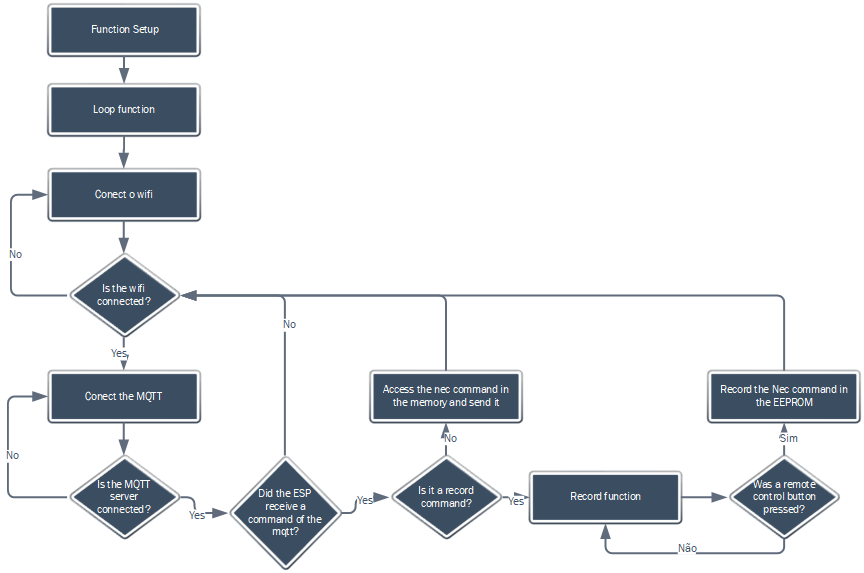 Function Setup
Loop function
Conect o wifi
No
Is the wifi
connected?
No
Yes
Conect the MQTT
Access the nec command in
the memory and send it
Record the Nec command in
the EEPROM
No
Sim
No
Is the MQTT
server
connected?
Yes
Did the ESP
receive a
command of the
mqtt?
Yes
Is it a record
command?
Yes
Record function
Was a remote
control button
pressed?
Não